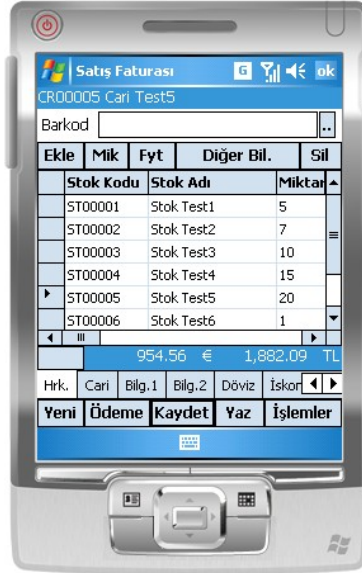 Satış Faturası G ok
CR00005 Cari Test5
Barkod ..
Ekle Mik Fyt Diğer Bil. Sil
Stok Kodu Stok Adı Miktar
ST00001 Stok Test1 5
ST00002 Stok Test2 7
ST00003 Stok Test3 10
ST00004 Stok Test4 15
ST00005 Stok Test5 20
ST00006 Stok Test6 1
954.56 € 1,882.09 TL
Hrk. Cari Bilg.1 Bilg.2 Döviz İskor
Yeni Ödeme Kaydet Yaz İşlemler